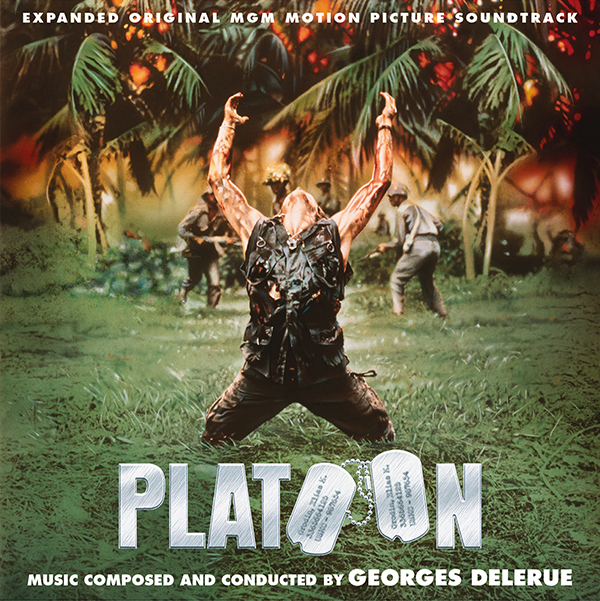 EXPANDED ORIGINAL MGM MOTION PICTURE SOUNDTRACK
PLATOON
MUSIC COMPOSED AND CONDUCTED BY GEORGES DELERUE